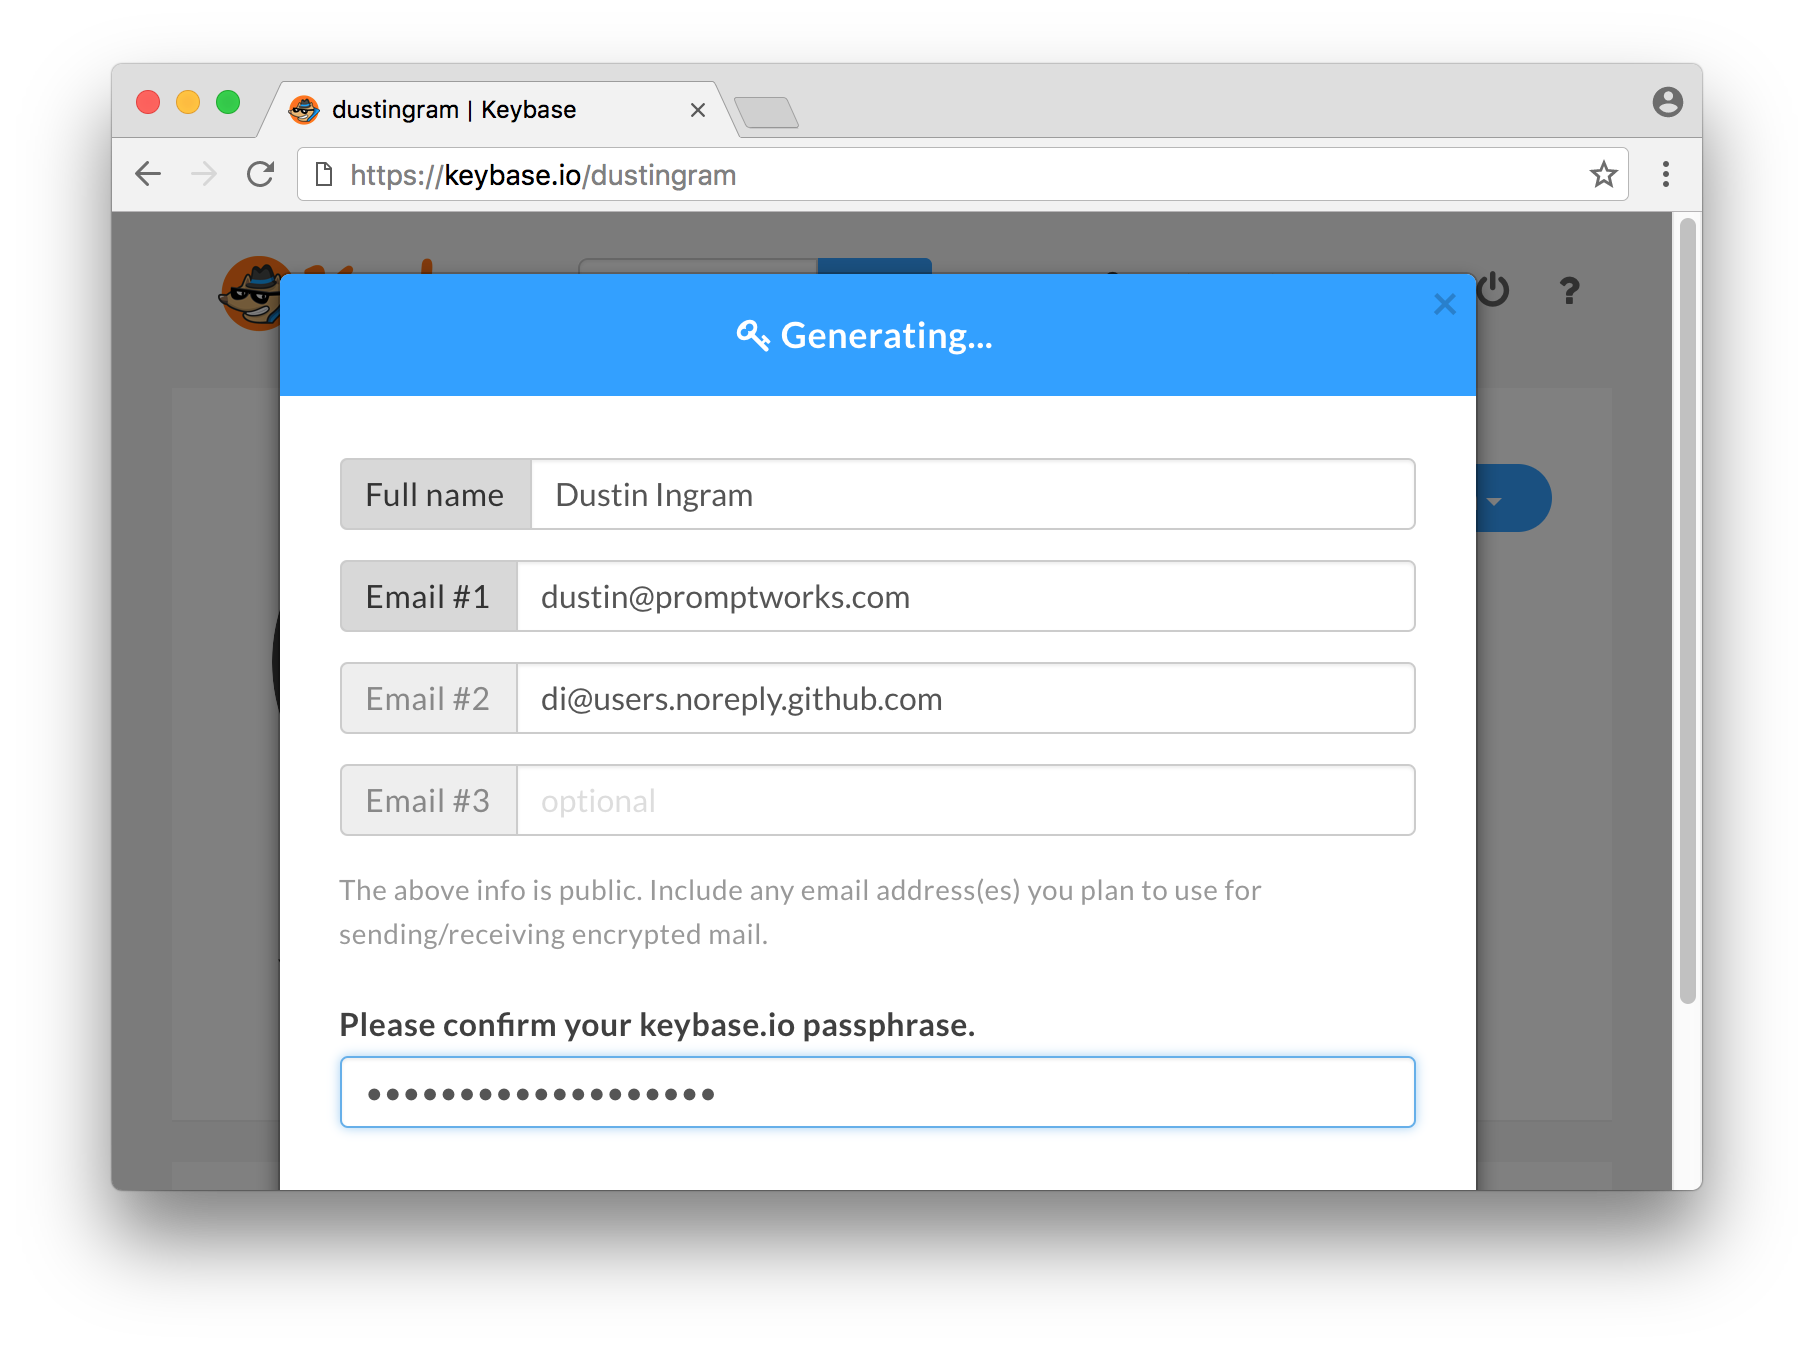 dustingram | Keybase
https://keybase.io/dustingram
?
Generating...
Full name Dustin Ingram
Email #1 dustin@promptworks.com
Email #2 di@users.noreply.github.com
Email #3 optional
The above info is public. Include any email address(es) you plan to use for
sending/receiving encrypted mail.
Please confirm your keybase.io passphrase.
•••••••••••••••••••